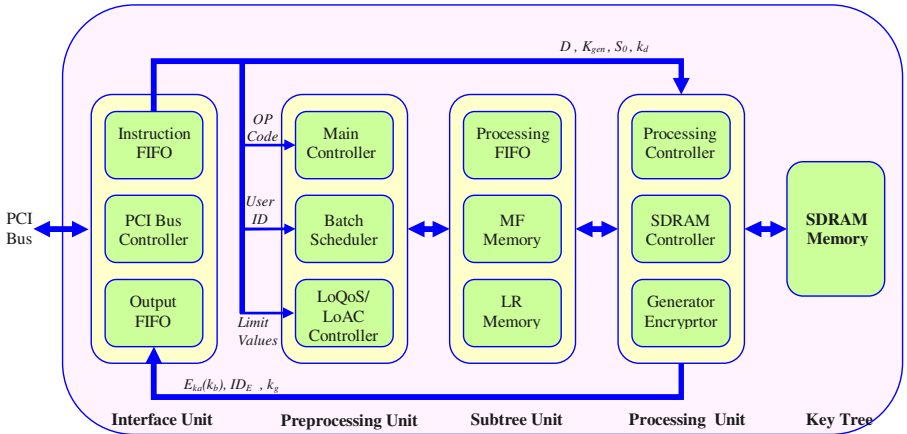 D , K_gen, S_0, k_d
OP
Code
User
ID
Limit
Values
PCI
Bus
Instruction
FIFO
PCI Bus
Controller
Output
FIFO
Main
Controller
Batch
Scheduler
LoQoS/
LoAC
Controller
Processing
FIFO
MF
Memory
LR
Memory
Processing
Controller
SDRAM
Controller
Generator
Encryprtor
SDRAM
Memory
E_ka(k_b), ID_E , k_g
Interface Unit
Preprocessing Unit
Subtree Unit
Processing Unit
Key Tree